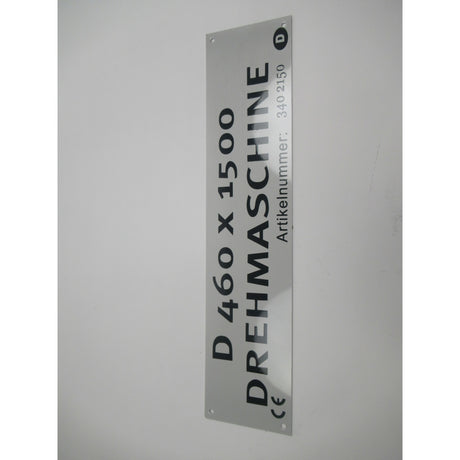 D 460 x 1500
DREHMASCHINE
CE Artikelnummer: 340 2150 D